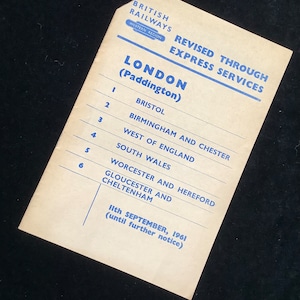 BRITISH
RAILWAYS
REVISED THROUGH
EXPRESS SERVICES
LONDON
(Paddington)
1 BRISTOL
2 BIRMINGHAM AND CHESTER
3 WEST OF ENGLAND
4 SOUTH WALES
5 WORCESTER AND HEREFORD
6 GLOUCESTER AND
CHELTENHAM
11th SEPTEMBER, 1961
(until further notice)